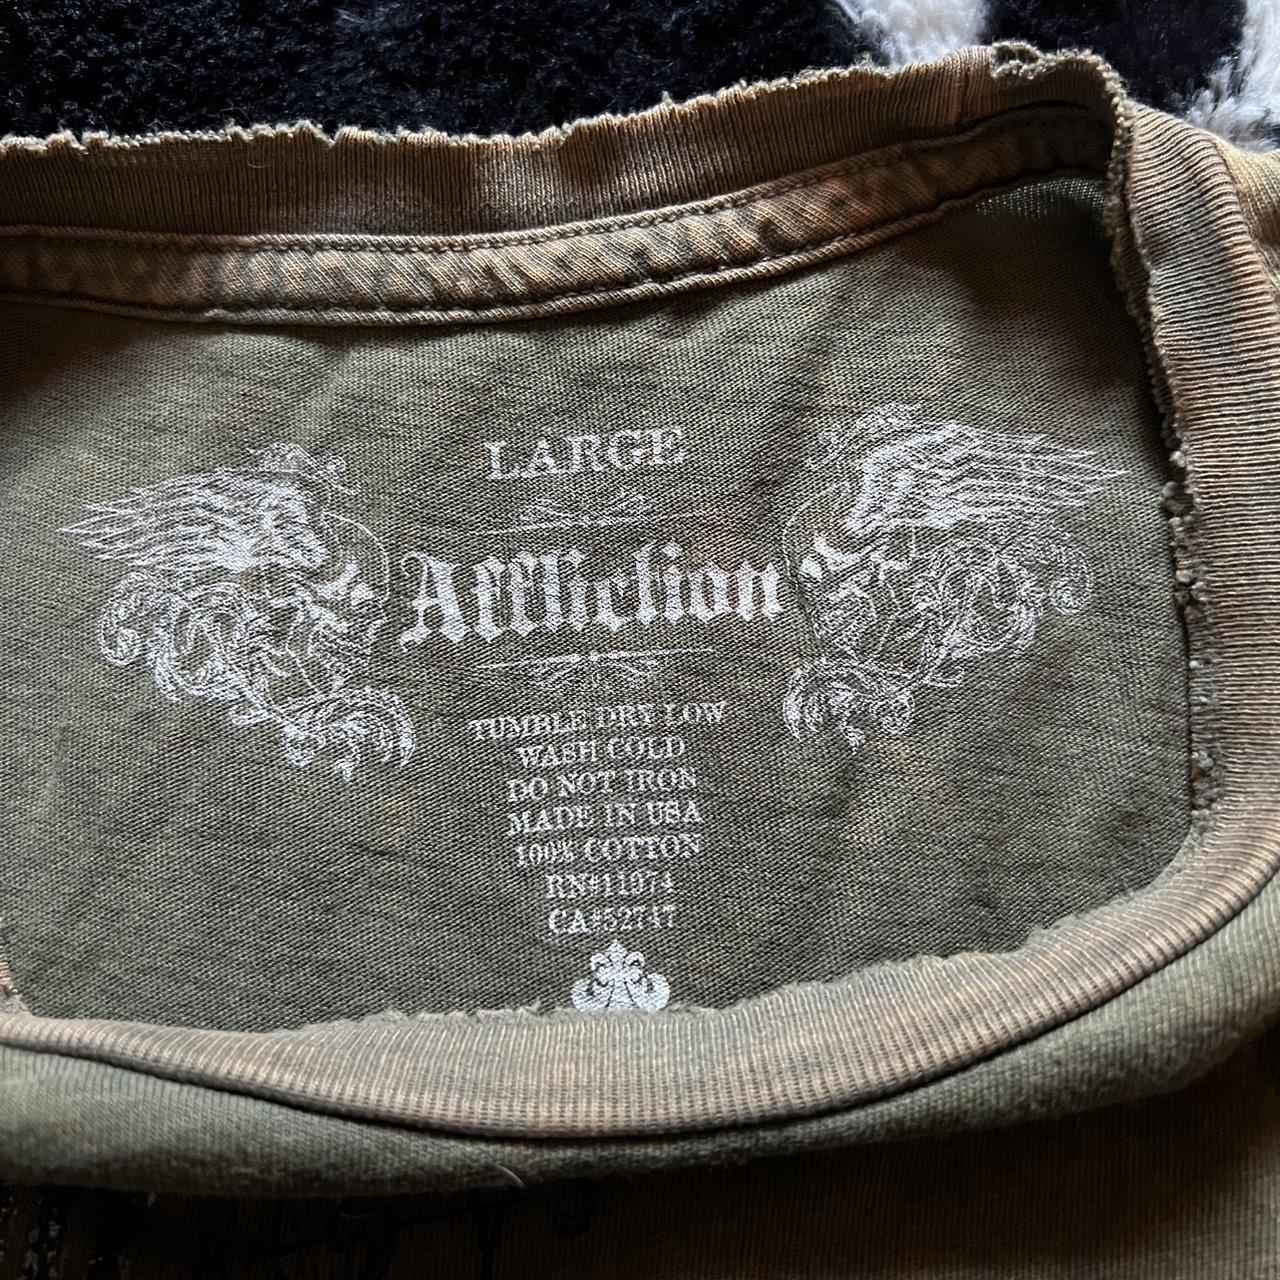 LARGE
Affliction
TUMBLE DRY LOW
WASH COLD
DO NOT IRON
MADE IN USA
100% COTTON
RN#11974
CA#52747